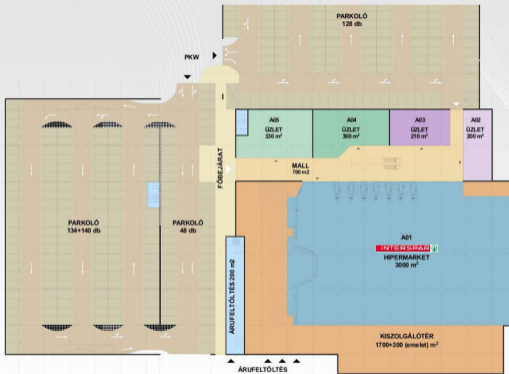 PARKOLÓ
128 db
PKW
A05
ÜZLET
330 m²
A04
ÜZLET
300 m²
A03
ÜZLET
210 m²
A02
ÜZLET
200 m²
MALL
700 m2
FŐBEJÁRAT
PARKOLÓ
134+140 db
PARKOLÓ
48 db
A01
INTERSPAR
HIPERMARKET
3000 m²
ÁRUFELTÖLTÉS 200 m2
KISZOLGÁLÓTÉR
1700+300 (emelet) m²
ÁRUFELTÖLTÉS